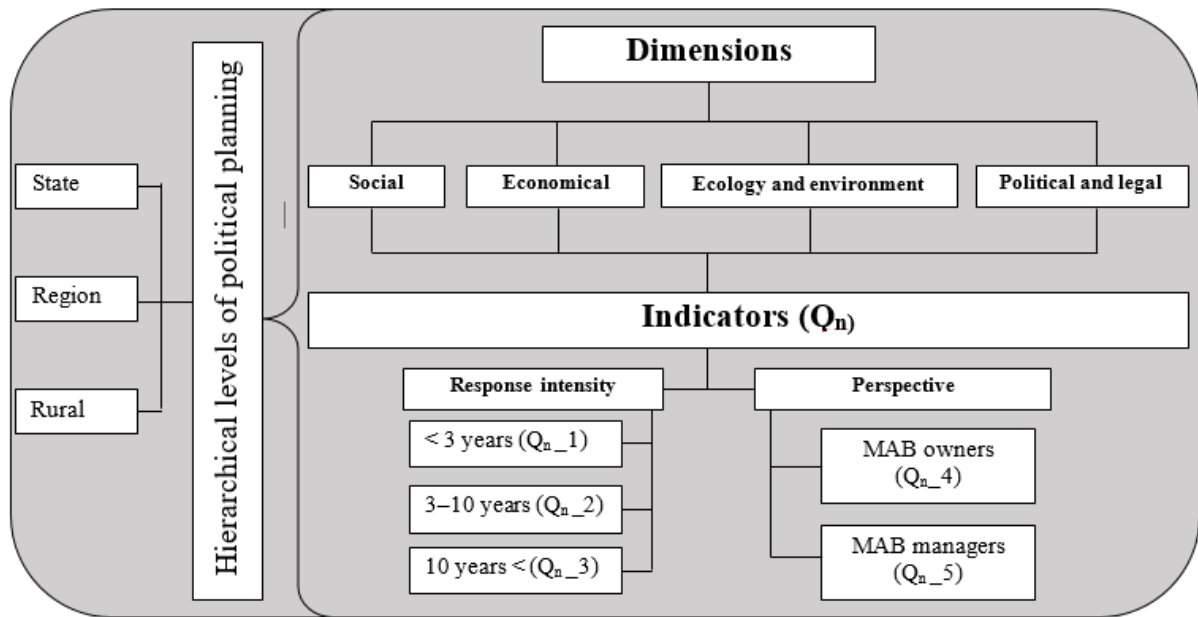 State
Region
Rural
Hierarchical levels of political planning
Dimensions
Social
Economical
Ecology and environment
Political and legal
Indicators (Qn)
Response intensity
< 3 years (Qn_1)
3–10 years (Qn_2)
10 years < (Qn_3)
Perspective
MAB owners
(Qn_4)
MAB managers
(Qn_5)